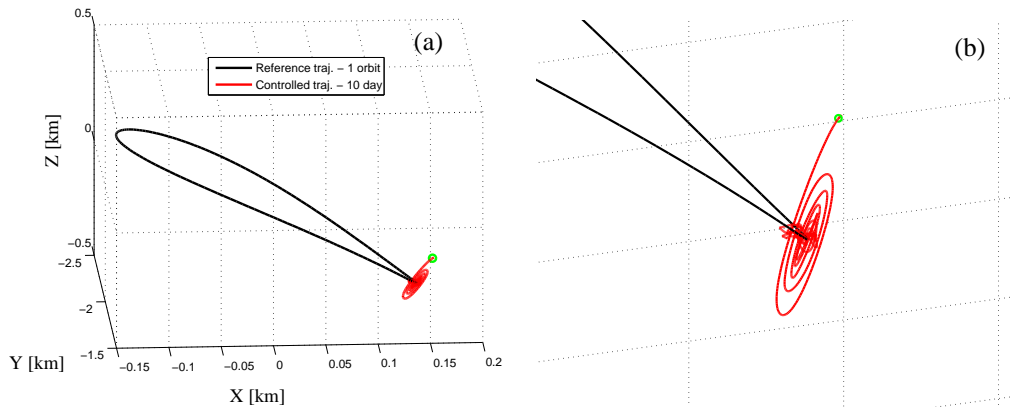 (a)
(b)
Reference traj. − 1 orbit
Controlled traj. − 10 day
Z [km]
0.5
0
−0.5
−2.5
−2
−1.5
Y [km]
−0.15
−0.1
−0.05
0
0.05
0.1
0.15
0.2
X [km]